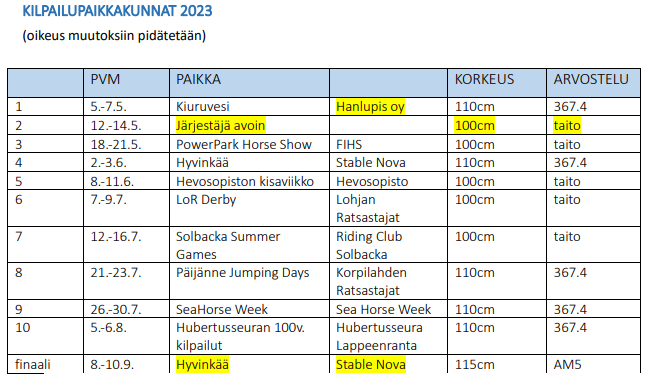 KILPAILUPAIKKAKUNNAT 2023
(oikeus muutoksiin pidätetään)
PVM PAIKKA KORKEUS ARVOSTELU
1 5.-7.5. Kiuruvesi Hanlupis oy 110cm 367.4
2 12.-14.5. Järjestäjä avoin 100cm taito
3 18.-21.5. PowerPark Horse Show FIHS 100cm taito
4 2.-3.6. Hyvinkää Stable Nova 110cm 367.4
5 8.-11.6. Hevosopiston kisaviikko Hevosopisto 100cm taito
6 7.-9.7. LoR Derby Lohjan 100cm taito
Ratsastajat
7 12.-16.7. Solbacka Summer Riding Club 100cm taito
Games Solbacka
8 21.-23.7. Päijänne Jumping Days Korpilahden 110cm 367.4
Ratsastajat
9 26.-30.7. SeaHorse Week Sea Horse Week 110cm 367.4
10 5.-6.8. Hubertusseuran 100v. Hubertusseura 110cm 367.4
kilpailut Lappeenranta
finaali 8.-10.9. Hyvinkää Stable Nova 115cm AM5